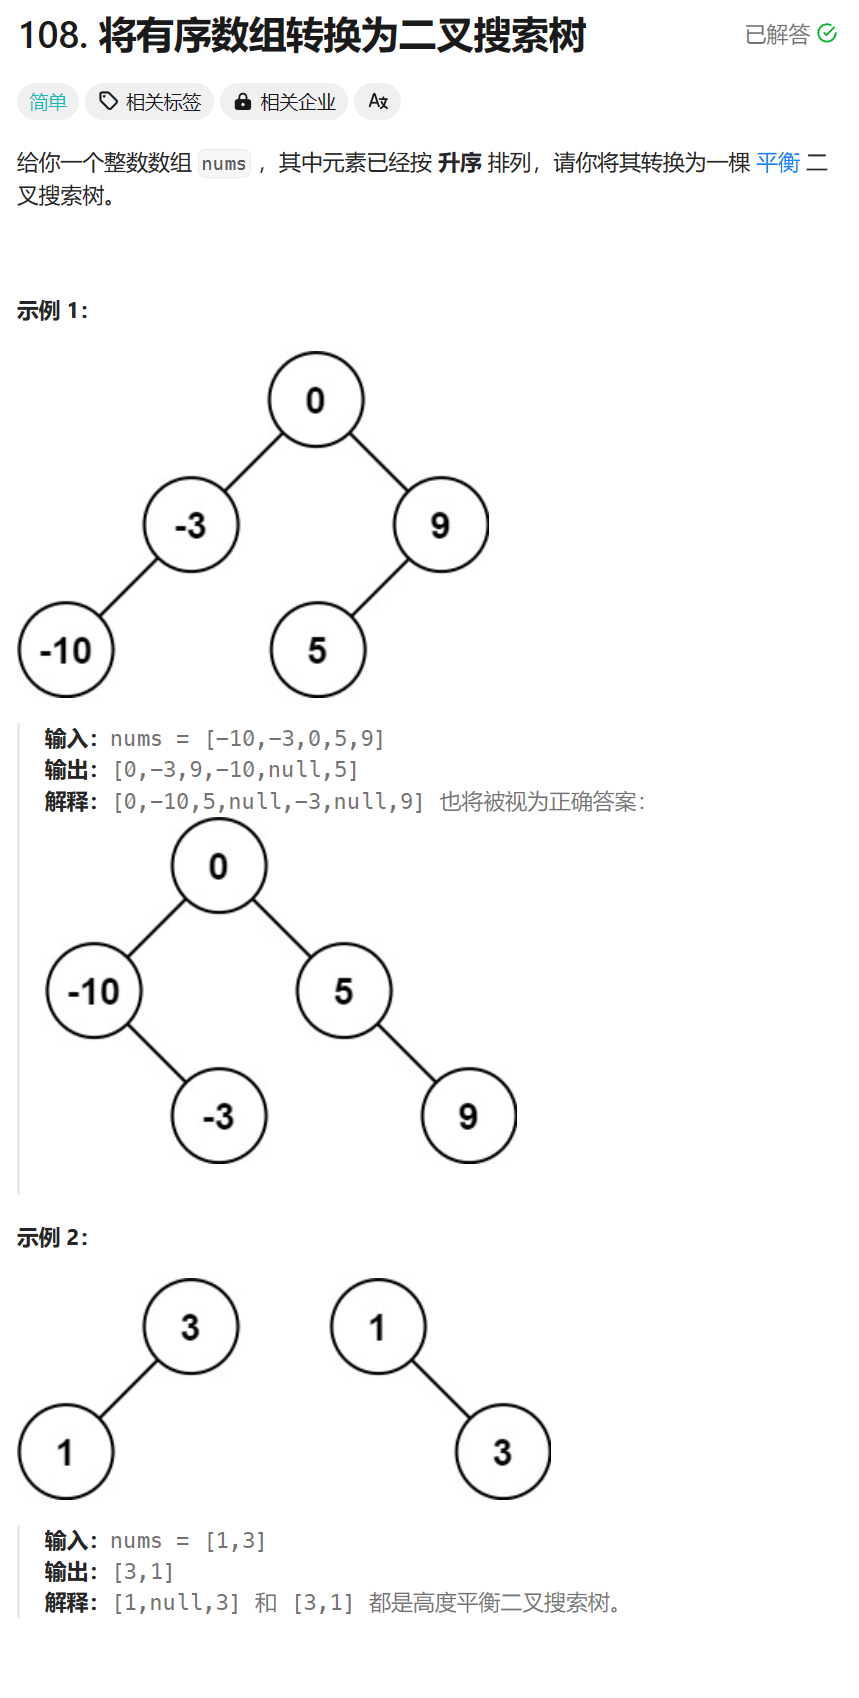 108. 将有序数组转换为二叉搜索树
已解答
简单 相关标签 相关企业 A文
给你一个整数数组 nums ，其中元素已经按 升序 排列，请你将其转换为一棵 平衡 二
叉搜索树。
示例 1：
0
-3 9
-10 5
输入：nums = [-10,-3,0,5,9]
输出：[0,-3,9,-10,null,5]
解释：[0,-10,5,null,-3,null,9] 也将被视为正确答案：
0
-10 5
-3 9
示例 2：
3 1
1 3
输入：nums = [1,3]
输出：[3,1]
解释：[1,null,3] 和 [3,1] 都是高度平衡二叉搜索树。